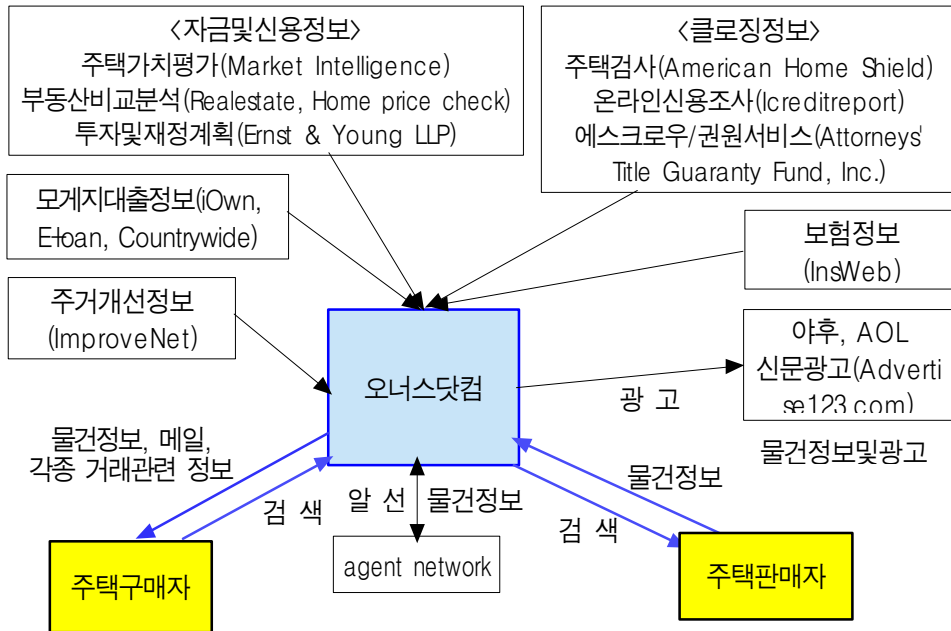 〈자금및신용정보〉
주택가치평가(Market Intelligence)
부동산비교분석(Realestate, Home price check)
투자및재정계획(Ernst & Young LLP)
〈클로징정보〉
주택검사(American Home Shield)
온라인신용조사(Icreditreport)
에스크로우/권원서비스(Attorneys'
Title Guaranty Fund, Inc.)
모게지대출정보(iOwn,
E-loan, Countrywide)
보험정보
(InsWeb)
주거개선정보
(ImproveNet)
야후, AOL
신문광고(Adverti
se123.com)
오너스닷컴
광 고
물건정보및광고
물건정보, 메일,
각종 거래관련 정보
검 색
알 선
물건정보
물건정보
검 색
주택구매자
agent network
주택판매자